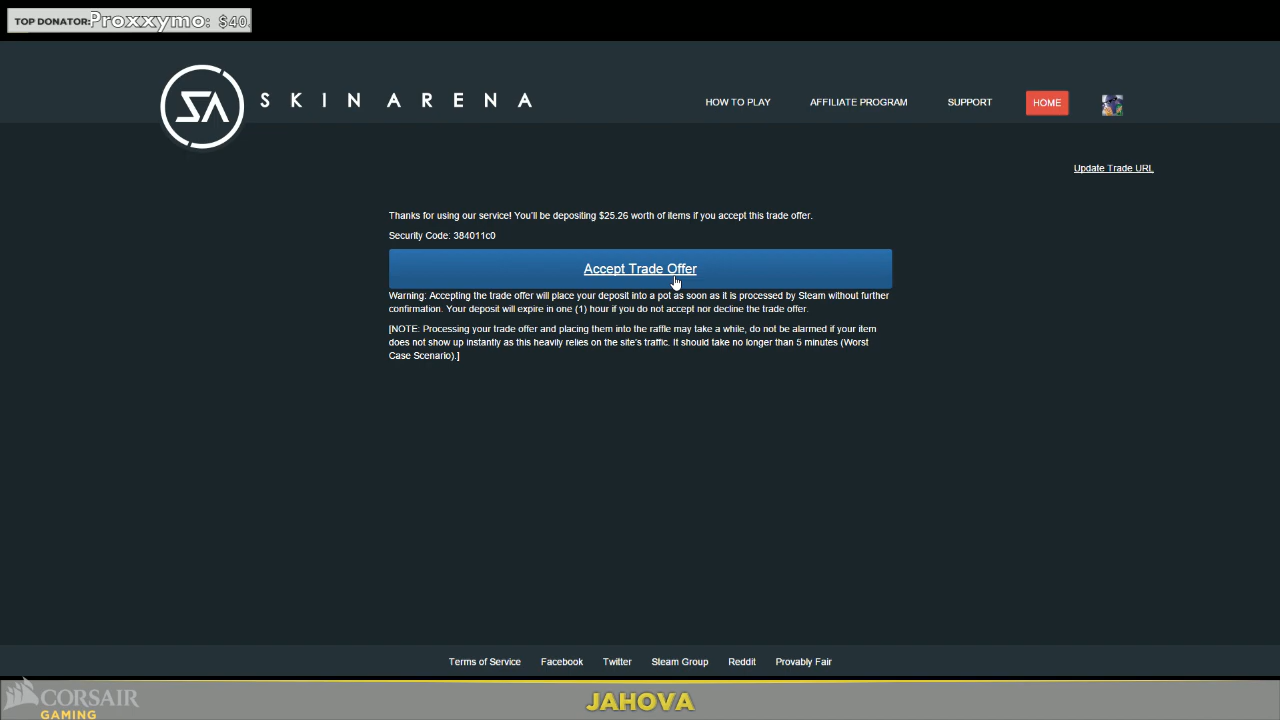 TOP DONATOR: Proxxymo: $40.
SKIN ARENA
HOW TO PLAY
AFFILIATE PROGRAM
SUPPORT
HOME
Update Trade URL
Thanks for using our service! You'll be depositing $25.26 worth of items if you accept this trade offer.
Security Code: 384011c0
Accept Trade Offer
Warning: Accepting the trade offer will place your deposit into a pot as soon as it is processed by Steam without further
confirmation. Your deposit will expire in one (1) hour if you do not accept nor decline the trade offer.
[NOTE: Processing your trade offer and placing them into the raffle may take a while, do not be alarmed if your item
does not show up instantly as this heavily relies on the site's traffic. It should take no longer than 5 minutes (Worst
Case Scenario).]
Terms of Service
Facebook
Twitter
Steam Group
Reddit
Provably Fair
CORSAIR
GAMING
JAHOVA